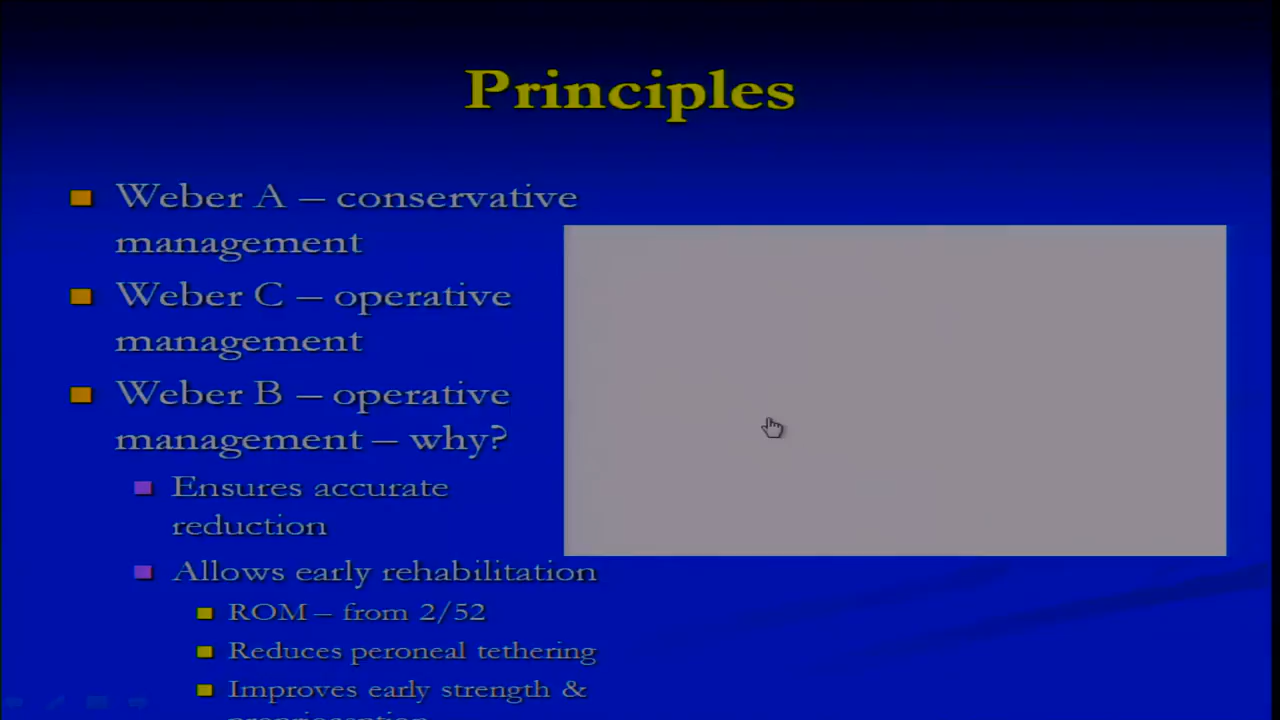 Principles
Weber A – conservative
management
Weber C – operative
management
Weber B – operative
management – why?
Ensures accurate
reduction
Allows early rehabilitation
ROM – from 2/52
Reduces peroneal tethering
Improves early strength &